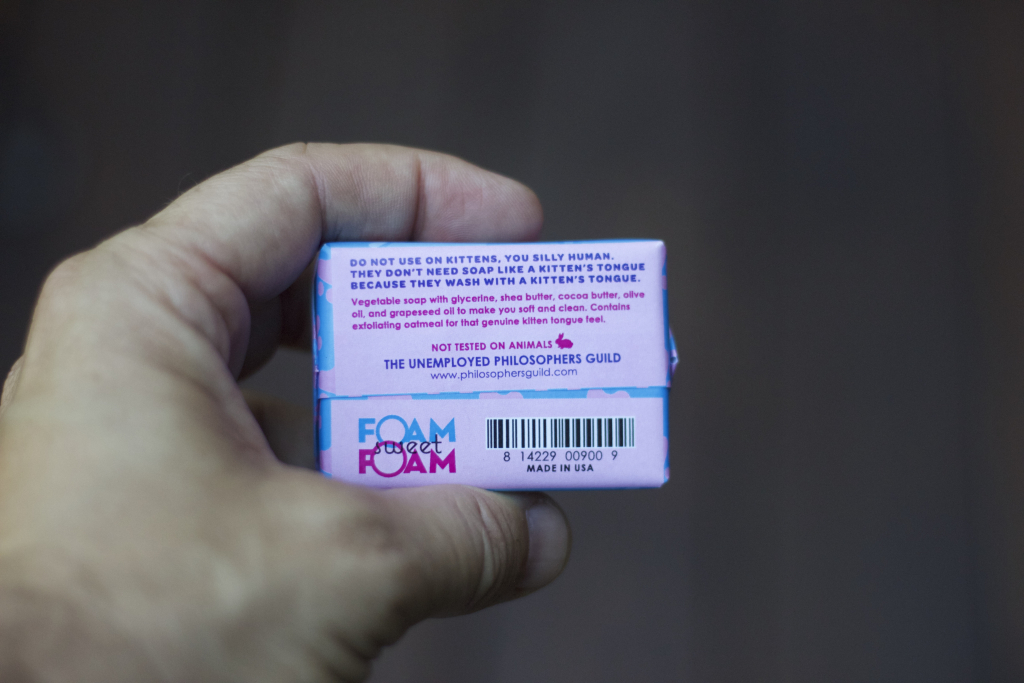 DO NOT USE ON KITTENS, YOU SILLY HUMAN.
THEY DON'T NEED SOAP LIKE A KITTEN'S TONGUE
BECAUSE THEY WASH WITH A KITTEN'S TONGUE.
Vegetable soap with glycerine, shea butter, cocoa butter, olive
oil, and grapeseed oil to make you soft and clean. Contains
exfoliating oatmeal for that genuine kitten tongue feel.
NOT TESTED ON ANIMALS
THE UNEMPLOYED PHILOSOPHERS GUILD
www.philosophersguild.com
FOAM
sweet
FOAM
8 14229 00900 9
MADE IN USA